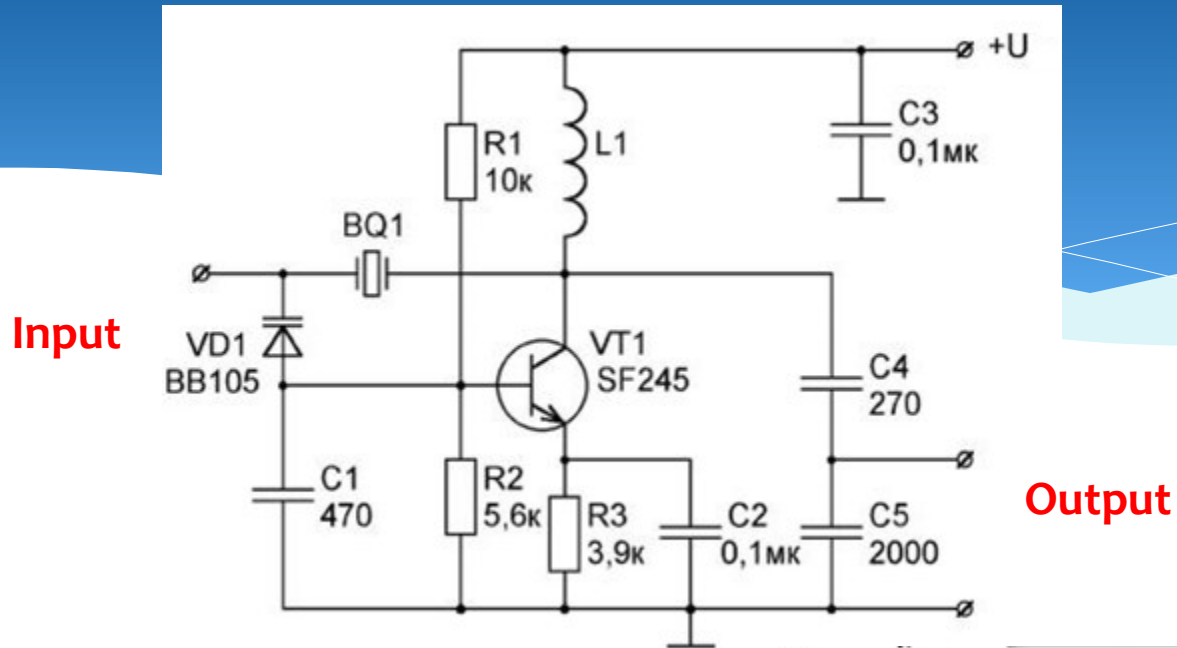 +U
C3
0,1мк
R1
10к
L1
BQ1
Input
VD1
BB105
VT1
SF245
C4
270
C1
470
R2
5,6к
R3
3,9к
C2
0,1мк
C5
2000
Output